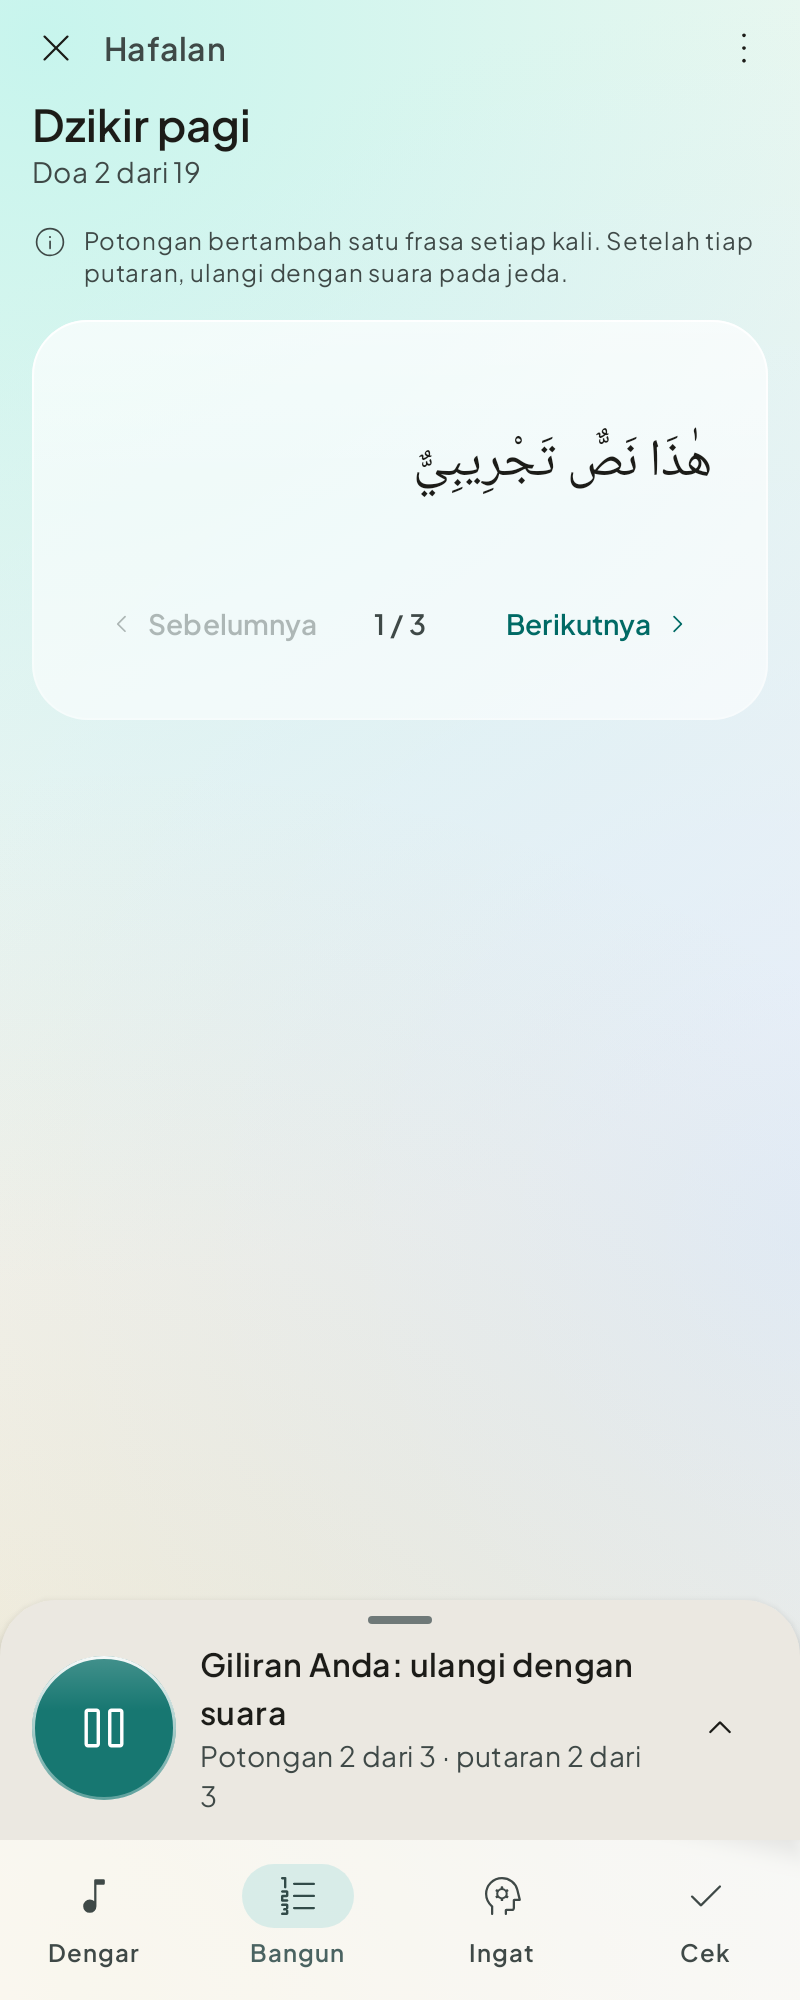 Hafalan
Dzikir pagi
Doa 2 dari 19
Potongan bertambah satu frasa setiap kali. Setelah tiap
putaran, ulangi dengan suara pada jeda.
هٰذَا نَصٌّ تَجْرِيبِيٌّ
Sebelumnya
1 / 3
Berikutnya
Giliran Anda: ulangi dengan
suara
Potongan 2 dari 3 · putaran 2 dari
3
Dengar
Bangun
Ingat
Cek